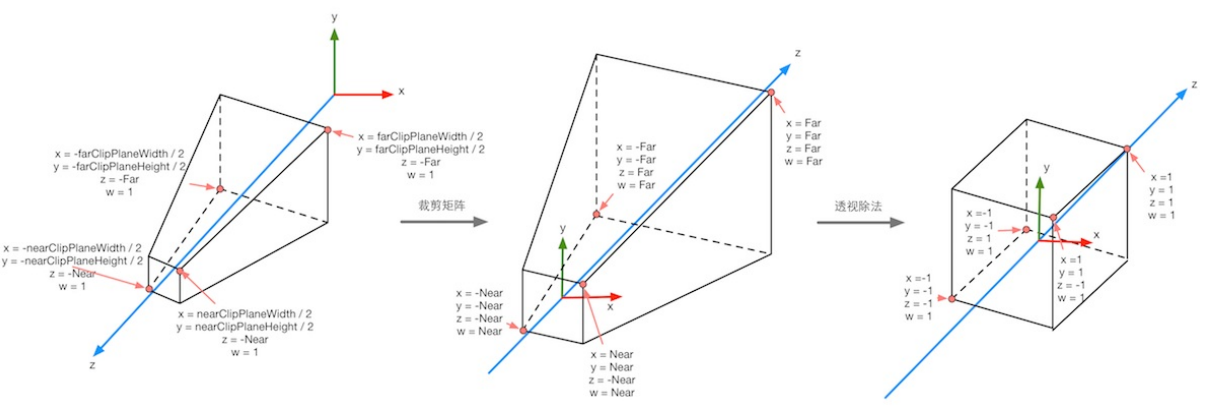 y
x
x = farClipPlaneWidth / 2
y = farClipPlaneHeight / 2
z = -Far
w = 1
x = -farClipPlaneWidth / 2
y = -farClipPlaneHeight / 2
z = -Far
w = 1
x = -nearClipPlaneWidth / 2
y = -nearClipPlaneHeight / 2
z = -Near
w = 1
x = nearClipPlaneWidth / 2
y = nearClipPlaneHeight / 2
z = -Near
w = 1
z
裁剪矩阵
z
x = Far
y = Far
z = Far
w = Far
x = -Far
y = -Far
z = Far
w = Far
y
x
x = -Near
y = -Near
z = -Near
w = Near
x = Near
y = Near
z = -Near
w = Near
透视除法
z
x =1
y = 1
z = 1
w = 1
y
x
x =-1
y = -1
z = 1
w = 1
x =1
y = 1
z = -1
w = 1
x =-1
y = -1
z = -1
w = 1